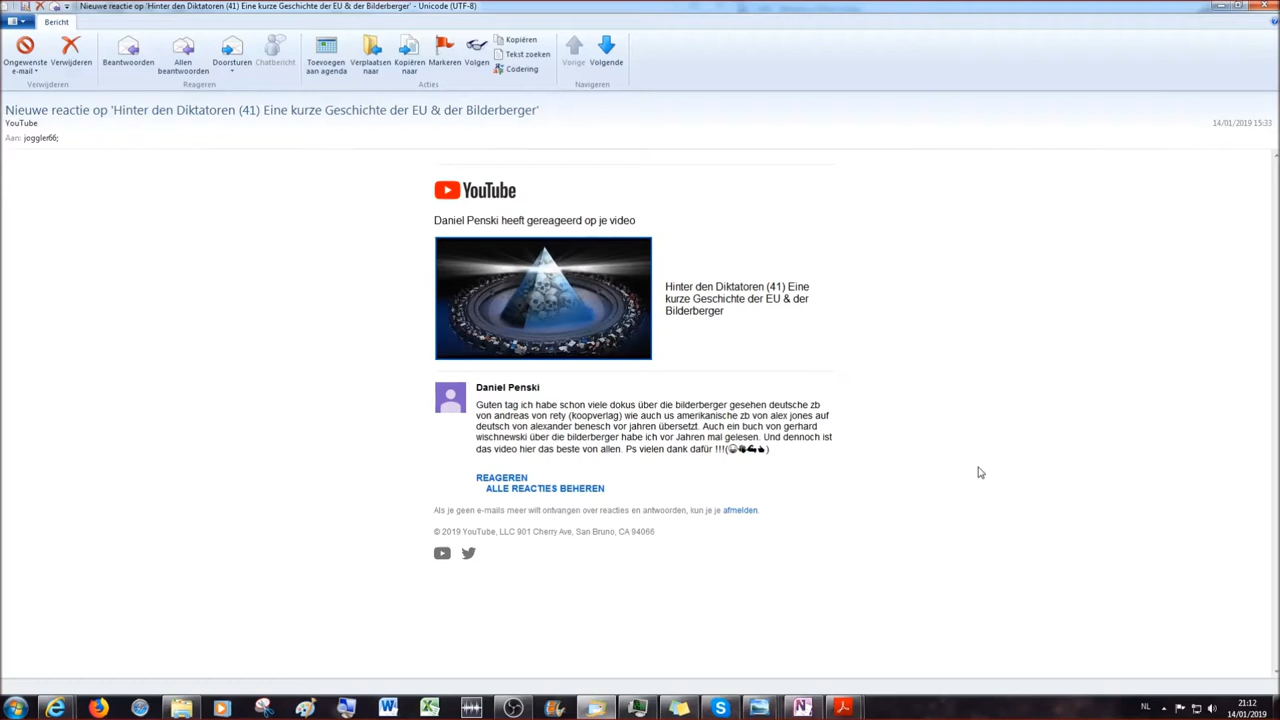 Nieuwe reactie op 'Hinter den Diktatoren (41) Eine kurze Geschichte der EU & der Bilderberger' - Unicode (UTF-8)
Bericht
Ongewenste e-mail
Verwijderen
Beantwoorden
Allen beantwoorden
Doorsturen
Chatbericht
Toevoegen aan agenda
Verplaatsen naar
Kopiëren naar
Markeren
Volgen
Kopiëren
Tekst zoeken
Codering
Vorige
Volgende
Verwijderen
Reageren
Acties
Navigeren
Nieuwe reactie op 'Hinter den Diktatoren (41) Eine kurze Geschichte der EU & der Bilderberger'
YouTube
14/01/2019 15:33
Aan: joggler66;
YouTube
Daniel Penski heeft gereageerd op je video
Hinter den Diktatoren (41) Eine
kurze Geschichte der EU & der
Bilderberger
Daniel Penski
Guten tag ich habe schon viele dokus über die bilderberger gesehen deutsche zb
von andreas von rety (koopverlag) wie auch us amerikanische zb von alex jones auf
deutsch von alexander benesch vor jahren übersetzt. Auch ein buch von gerhard
wischnewski über die bilderberger habe ich vor Jahren mal gelesen. Und dennoch ist
das video hier das beste von allen. Ps vielen dank dafür !!!(😀👏💪👍)
REAGEREN
ALLE REACTIES BEHEREN
Als je geen e-mails meer wilt ontvangen over reacties en antwoorden, kun je je afmelden.
© 2019 YouTube, LLC 901 Cherry Ave, San Bruno, CA 94066
NL
21:12
14/01/2019